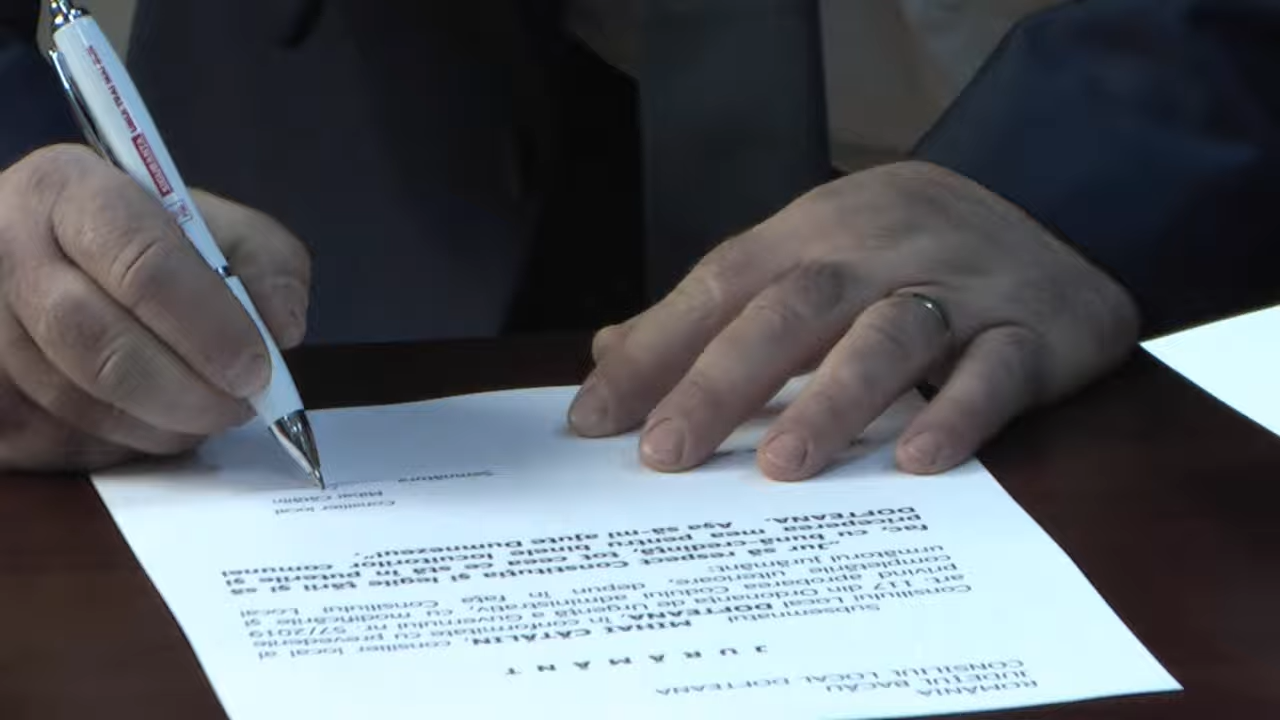 ROMÂNIA
JUDEȚUL BACĂU
CONSILIUL LOCAL DOFTEANA
JURĂMÂNT
Subsemnatul MIHAI CĂTĂLIN, consilier local al
Consiliul Local DOFTEANA, în conformitate cu prevederile
art. 117 din Ordonanța de Urgență a Guvernului nr. 57/2019
privind aprobarea Codului administrativ, cu modificările și
completările ulterioare, depun în fața Consiliului Local
următorul jurământ:
„Jur să respect Constituția și legile țării și să
fac, cu bună-credință, tot ceea ce stă în puterile și
priceperea mea pentru binele locuitorilor comunei
DOFTEANA. Așa să-mi ajute Dumnezeu”.
Consilier local
Mihai Cătălin
Semnătura